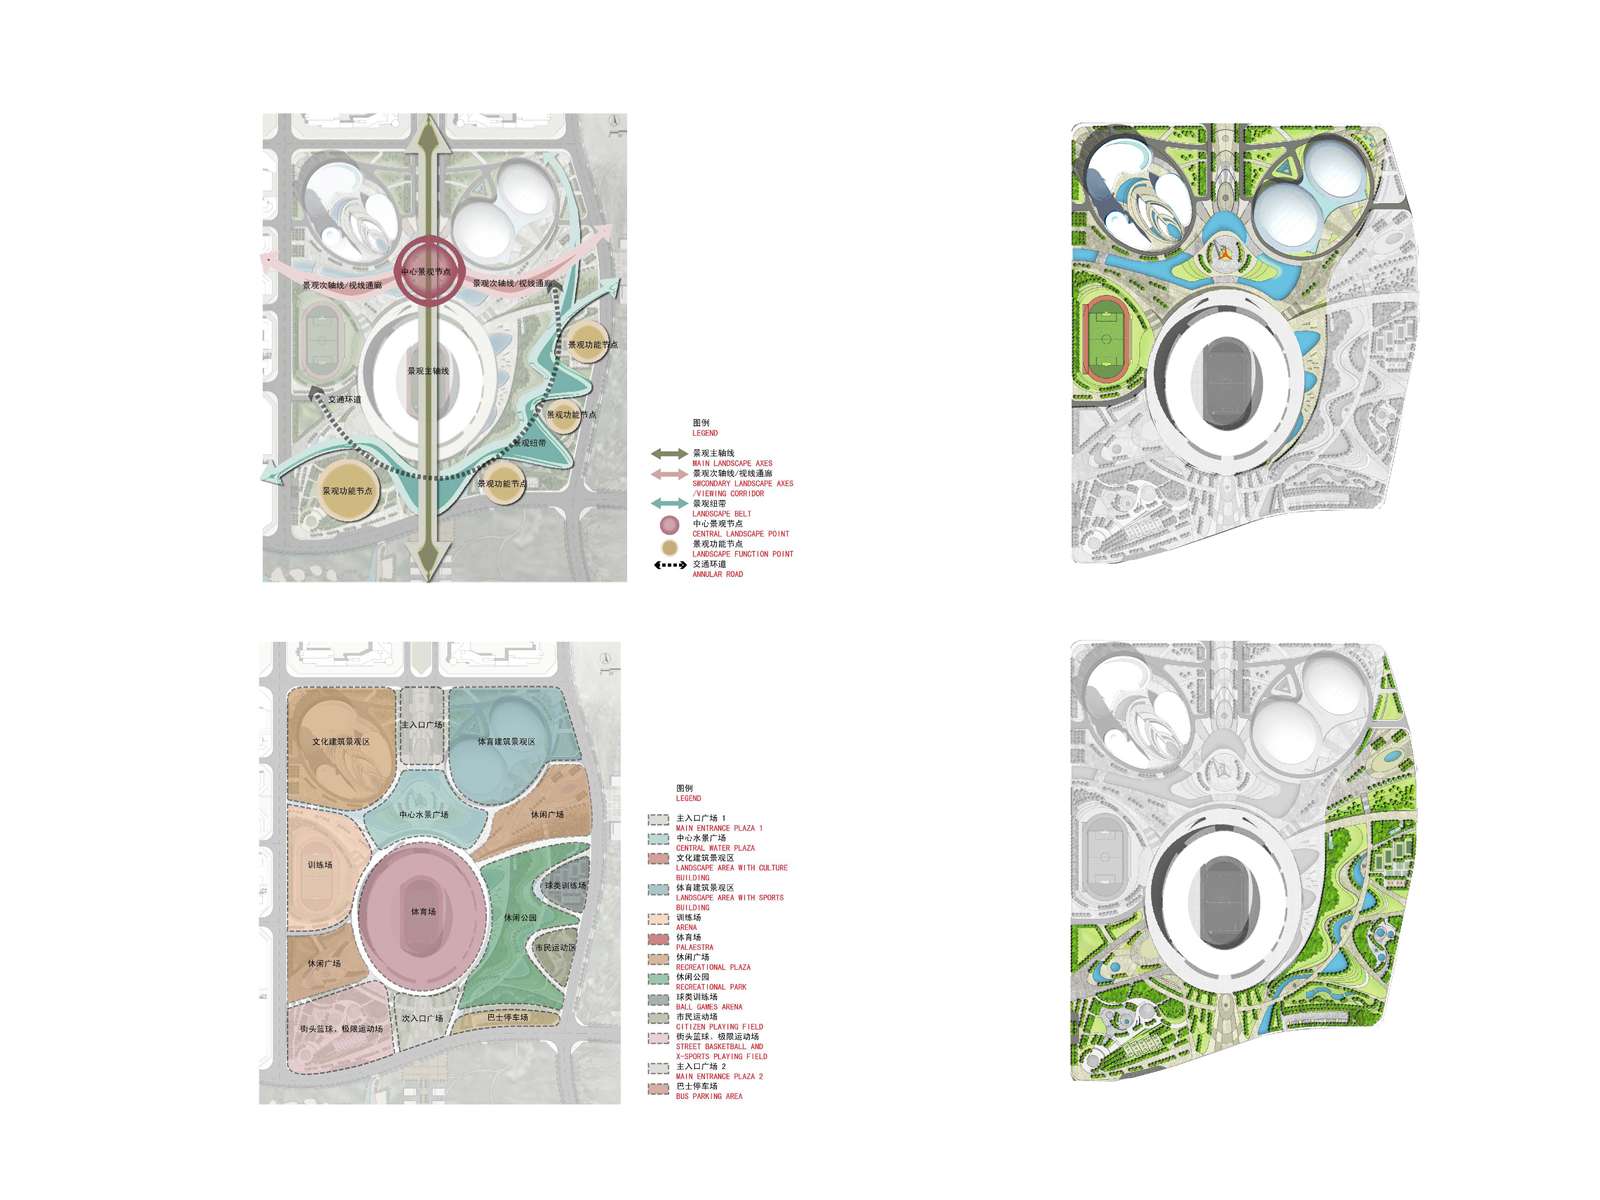 中心景观节点
景观次轴线/视线通廊
景观次轴线/视线通廊
景观功能节点
景观主轴线
交通环道
景观功能节点
景观纽带
景观功能节点
景观功能节点
图例
LEGEND
景观主轴线
MAIN LANDSCAPE AXES
景观次轴线/视线通廊
SWCONDARY LANDSCAPE AXES
/VIEWING CORRIDOR
景观纽带
LANDSCAPE BELT
中心景观节点
CENTRAL LANDSCAPE POINT
景观功能节点
LANDSCAPE FUNCTION POINT
交通环道
ANNULAR ROAD
主入口广场
文化建筑景观区
体育建筑景观区
中心水景广场
休闲广场
训练场
球类训练场
体育场
休闲公园
市民运动区
休闲广场
次入口广场
巴士停车场
街头篮球、极限运动场
图例
LEGEND
主入口广场 1
MAIN ENTRANCE PLAZA 1
中心水景广场
CENTRAL WATER PLAZA
文化建筑景观区
LANDSCAPE AREA WITH CULTURE
BUILDING
体育建筑景观区
LANDSCAPE AREA WITH SPORTS
BUILDING
训练场
ARENA
体育场
PALAESTRA
休闲广场
RECREATIONAL PLAZA
休闲公园
RECREATIONAL PARK
球类训练场
BALL GAMES ARENA
市民运动场
CITIZEN PLAYING FIELD
街头篮球、极限运动场
STREET BASKETBALL AND
X-SPORTS PLAYING FIELD
主入口广场 2
MAIN ENTRANCE PLAZA 2
巴士停车场
BUS PARKING AREA